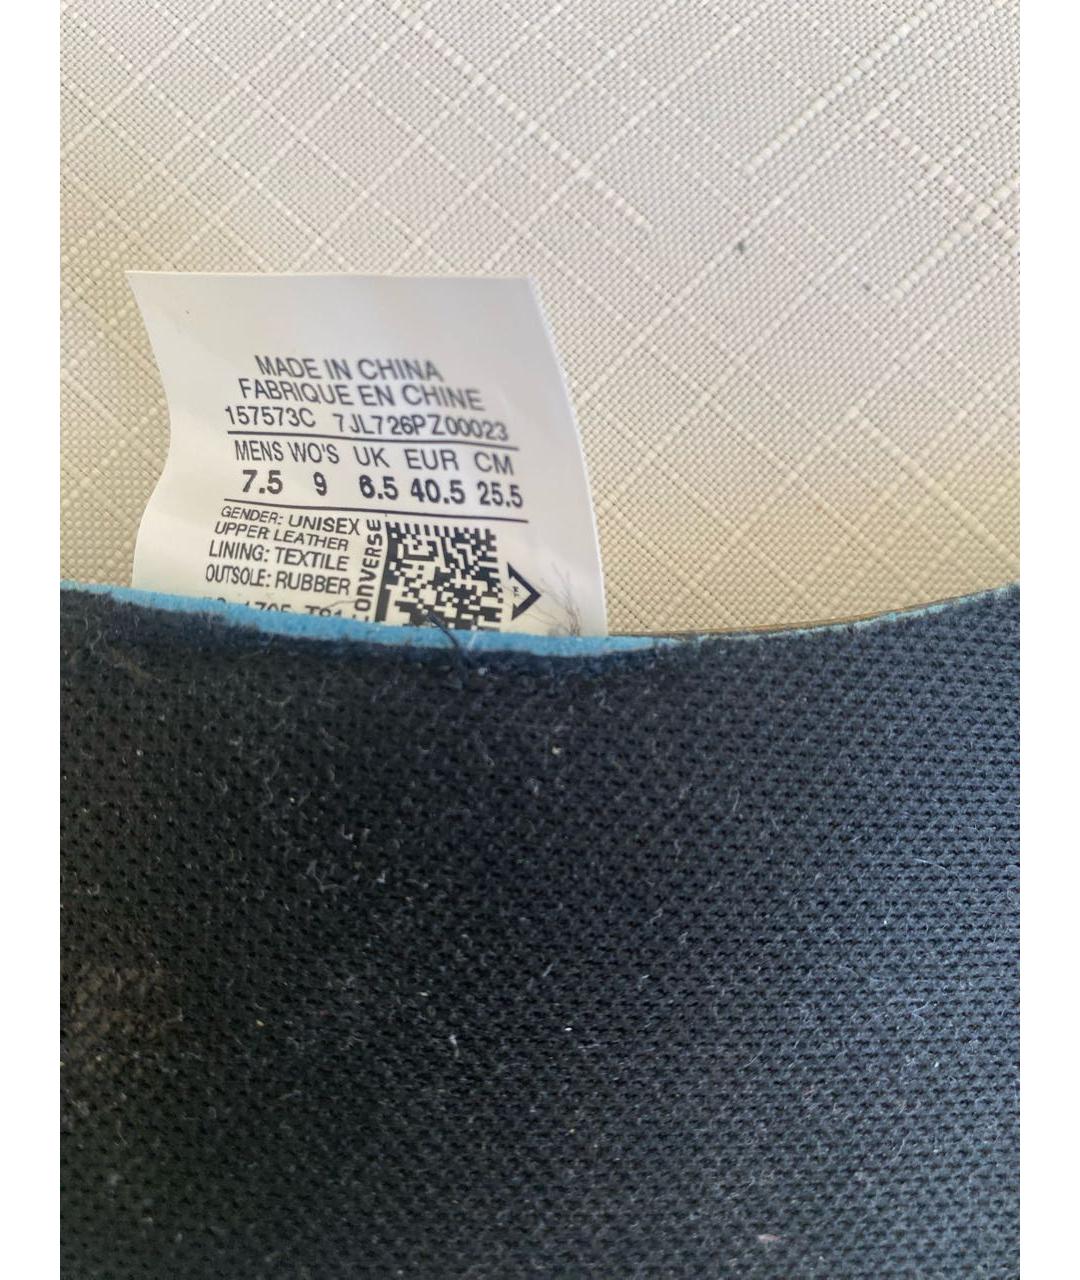 MADE IN CHINA
FABRIQUE EN CHINE
157573C 7JL726PZ00023
MENS WO'S UK EUR CM
7.5 9 6.5 40.5 25.5
GENDER: UNISEX
UPPER: LEATHER
LINING: TEXTILE
OUTSOLE: RUBBER
CONVERSE
TM